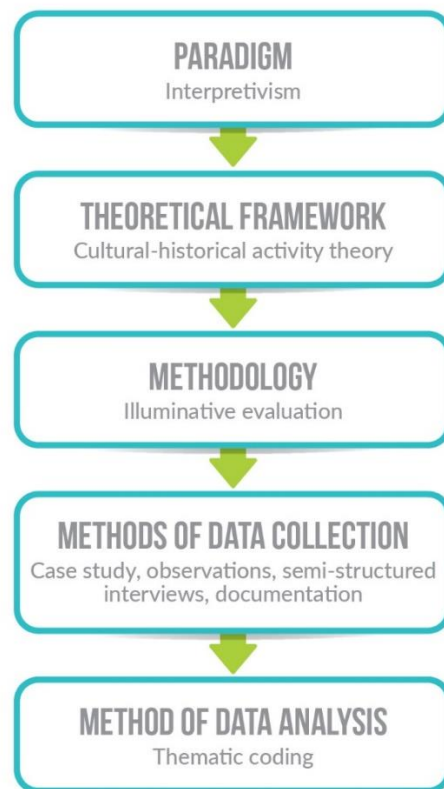 PARADIGM
Interpretivism
THEORETICAL FRAMEWORK
Cultural-historical activity theory
METHODOLOGY
Illuminative evaluation
METHODS OF DATA COLLECTION
Case study, observations, semi-structured
interviews, documentation
METHOD OF DATA ANALYSIS
Thematic coding